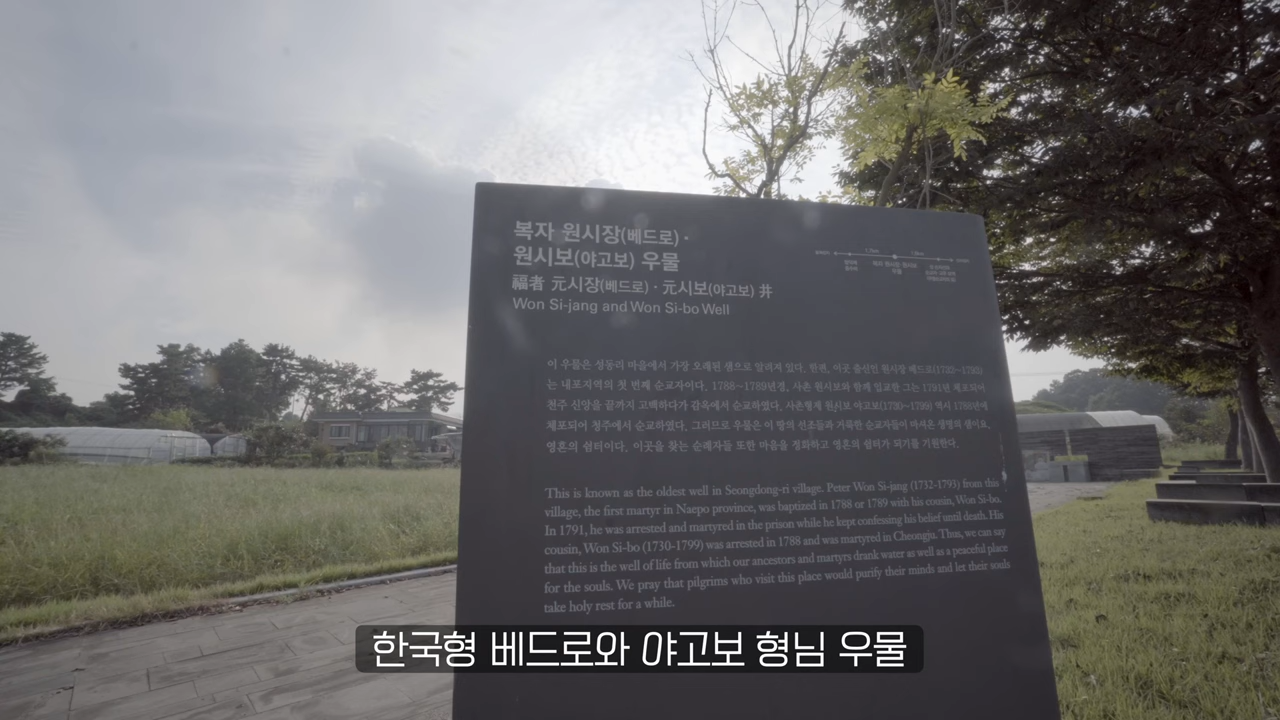 복자 원시장(베드로)·
원시보(야고보) 우물
福者 元시장(베드로)·元시보(야고보) 井
Won Si-jang and Won Si-bo Well
이 우물은 성동리 마을에서 가장 오래된 샘으로 알려져 있다. 한편, 이곳 출신인 원시장 베드로(1732~1793)
는 내포지역의 첫 번째 순교자이다. 1788~1789년경, 사촌 원시보와 함께 입교한 그는 1791년 체포되어
천주 신앙을 끝까지 고백하다가 감옥에서 순교하였다. 사촌형제 원시보 야고보(1730~1799) 역시 1788년에
체포되어 청주에서 순교하였다. 그러므로 우물은 이 땅의 선조들과 거룩한 순교자들이 마셔온 생명의 샘이요,
영혼의 쉼터이다. 이곳을 찾는 순례자들 또한 마음을 정화하고 영혼의 쉼터가 되기를 기원한다.
This is known as the oldest well in Seongdong-ri village. Peter Won Si-jang (1732-1793) from this
village, the first martyr in Naepo province, was baptized in 1788 or 1789 with his cousin, Won Si-bo.
In 1791, he was arrested and martyred in the prison while he kept confessing his belief until death. His
cousin, Won Si-bo (1730-1799) was arrested in 1788 and was martyred in Cheongju. Thus, we can say
that this is the well of life from which our ancestors and martyrs drank water as well as a peaceful place
for the souls. We pray that pilgrims who visit this place would purify their minds and let their souls
take holy rest for a while.
한국형 베드로와 야고보 형님 우물